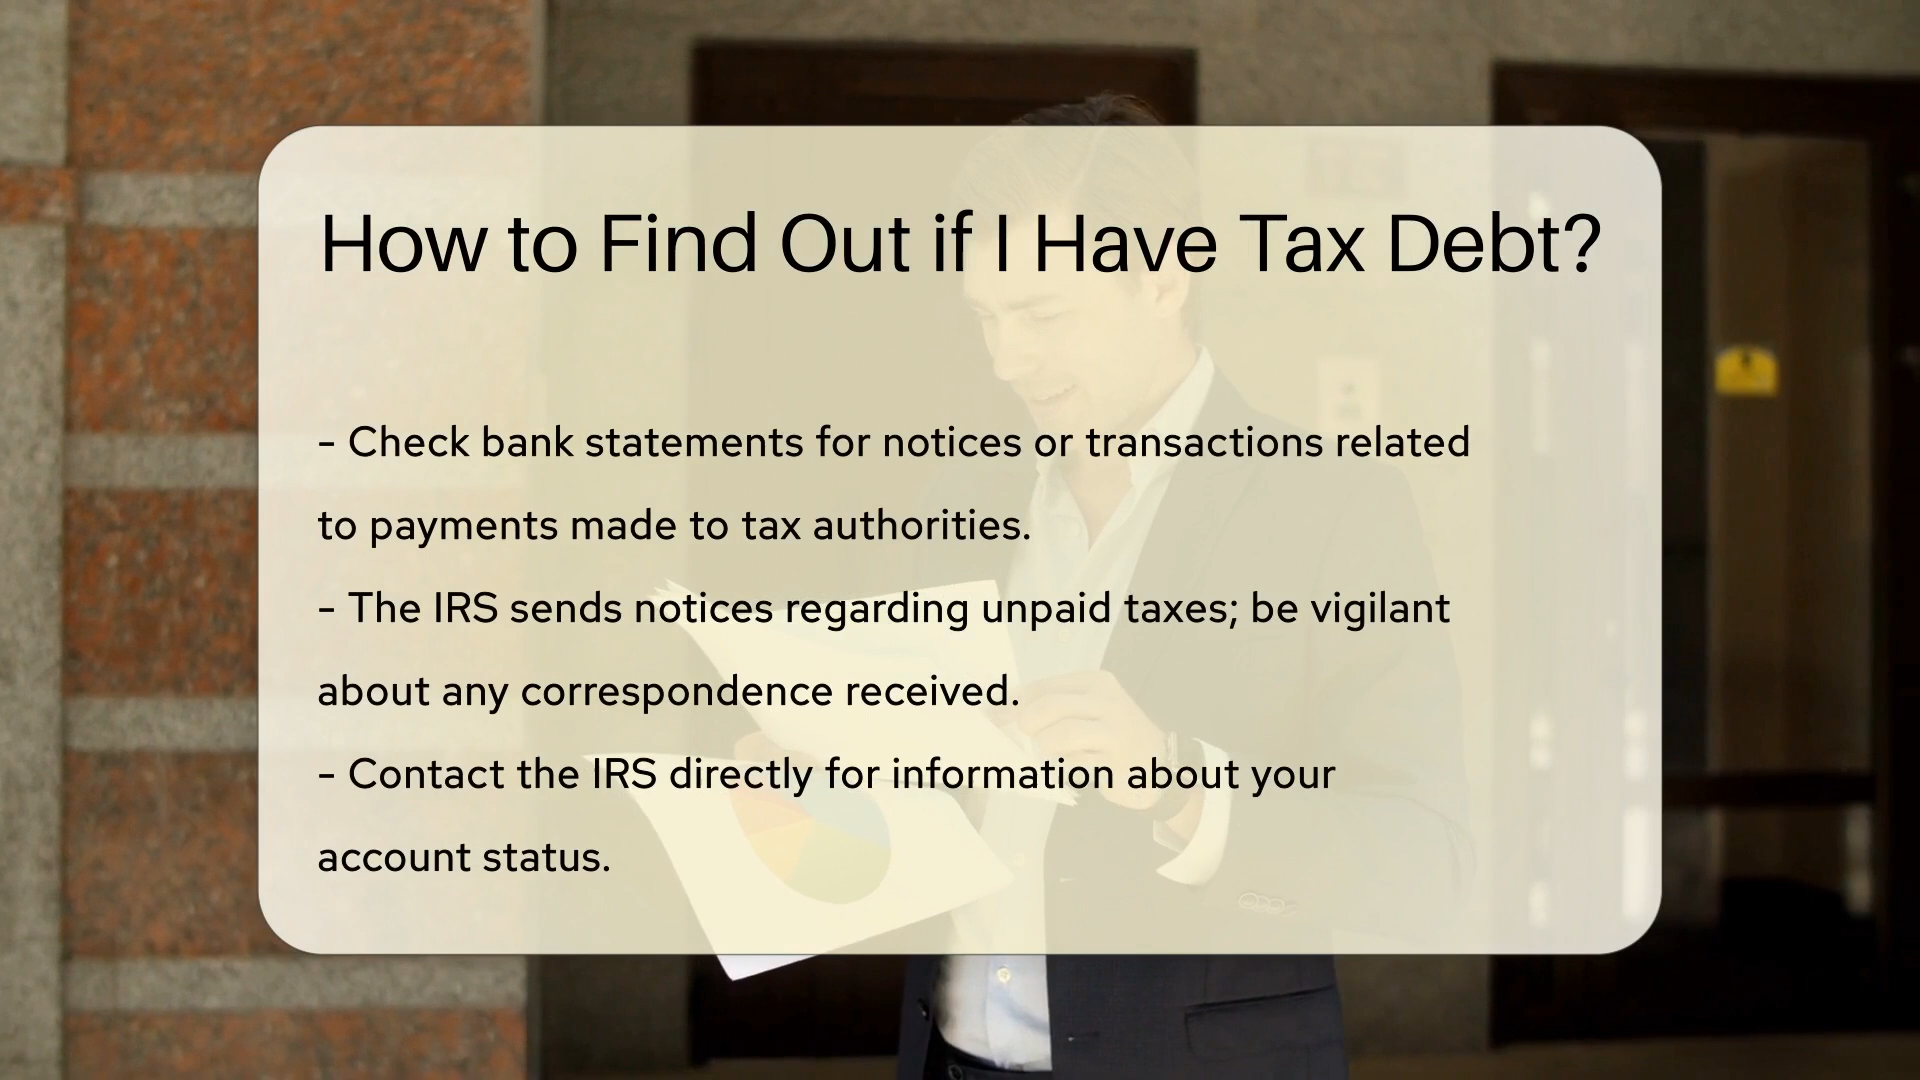 How to Find Out if I Have Tax Debt?
- Check bank statements for notices or transactions related
to payments made to tax authorities.
- The IRS sends notices regarding unpaid taxes; be vigilant
about any correspondence received.
- Contact the IRS directly for information about your
account status.